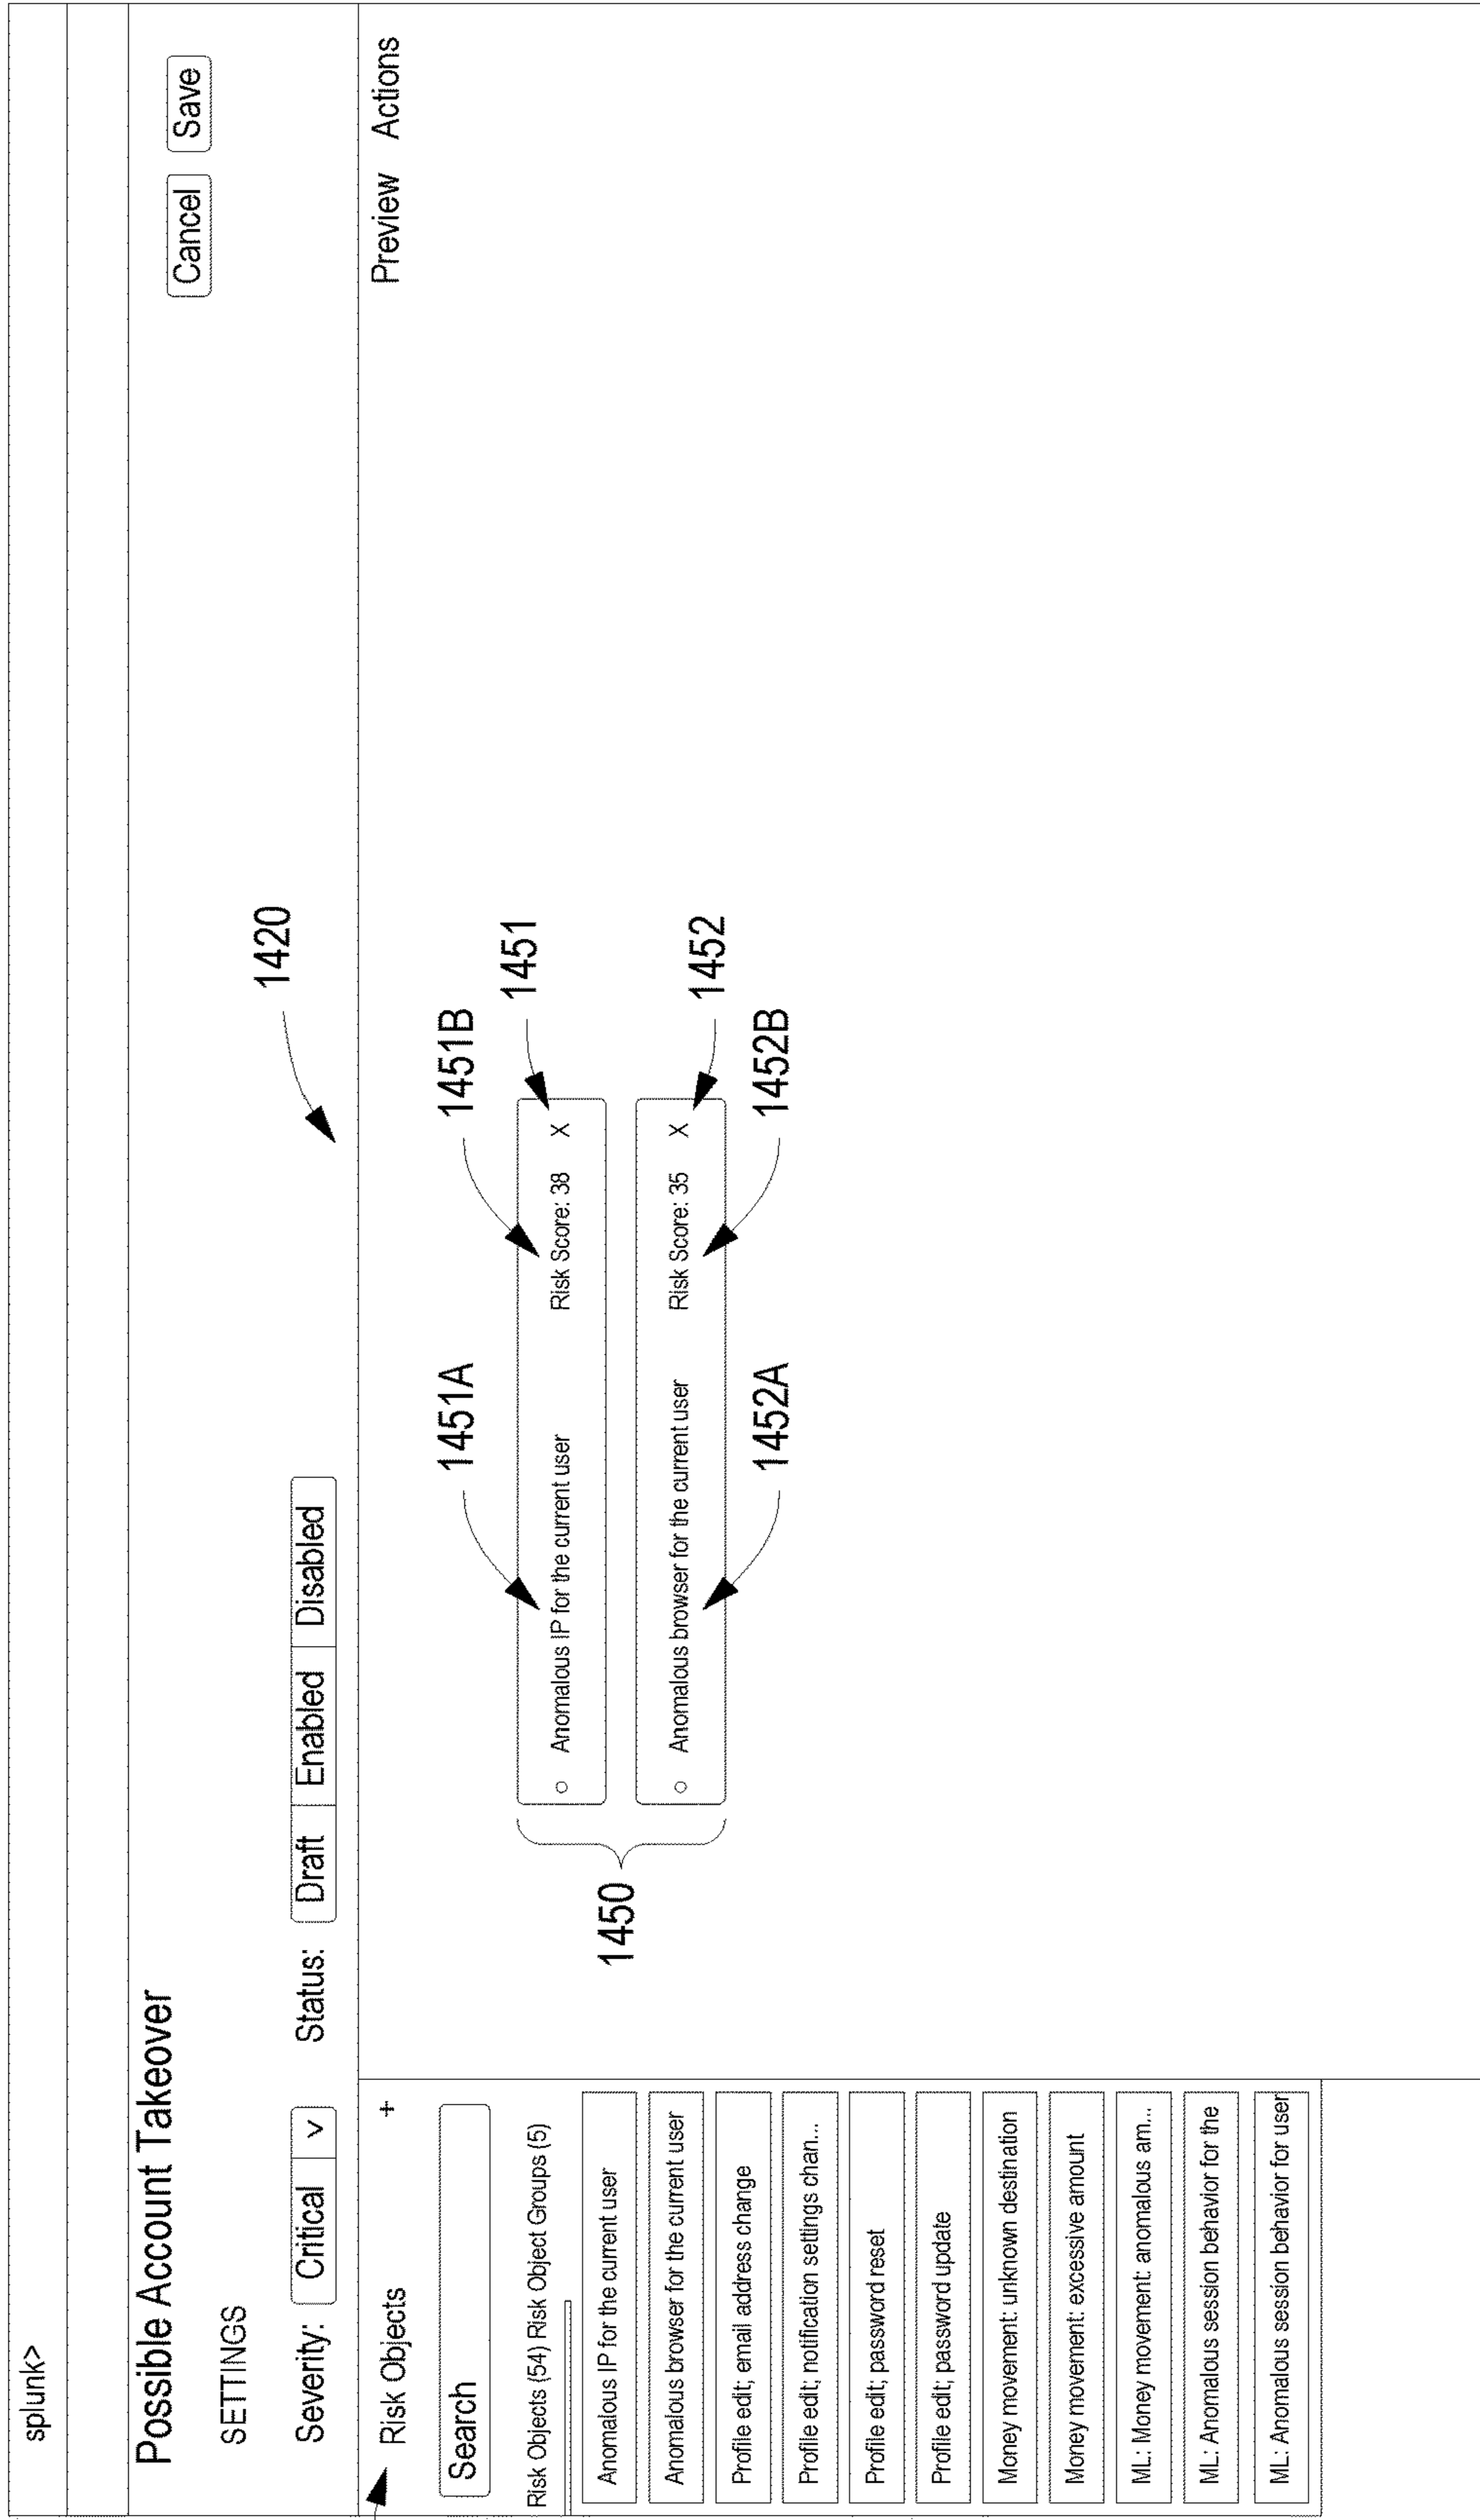 splunk>
Possible Account Takeover
Cancel Save
SETTINGS
Severity: Critical v Status: Draft Enabled Disabled
1420
Risk Objects +
Preview Actions
Search
Risk Objects (54) Risk Object Groups (5)
Anomalous IP for the current user
Anomalous browser for the current user
Profile edit; email address change
Profile edit; notification settings chan...
Profile edit; password reset
Profile edit; password update
Money movement: unknown destination
Money movement: excessive amount
ML: Money movement: anomalous am...
ML: Anomalous session behavior for the
ML: Anomalous session behavior for user
1451A 1451B
1451
Anomalous IP for the current user Risk Score: 38 X
1450
Anomalous browser for the current user Risk Score: 35 X
1452
1452A 1452B